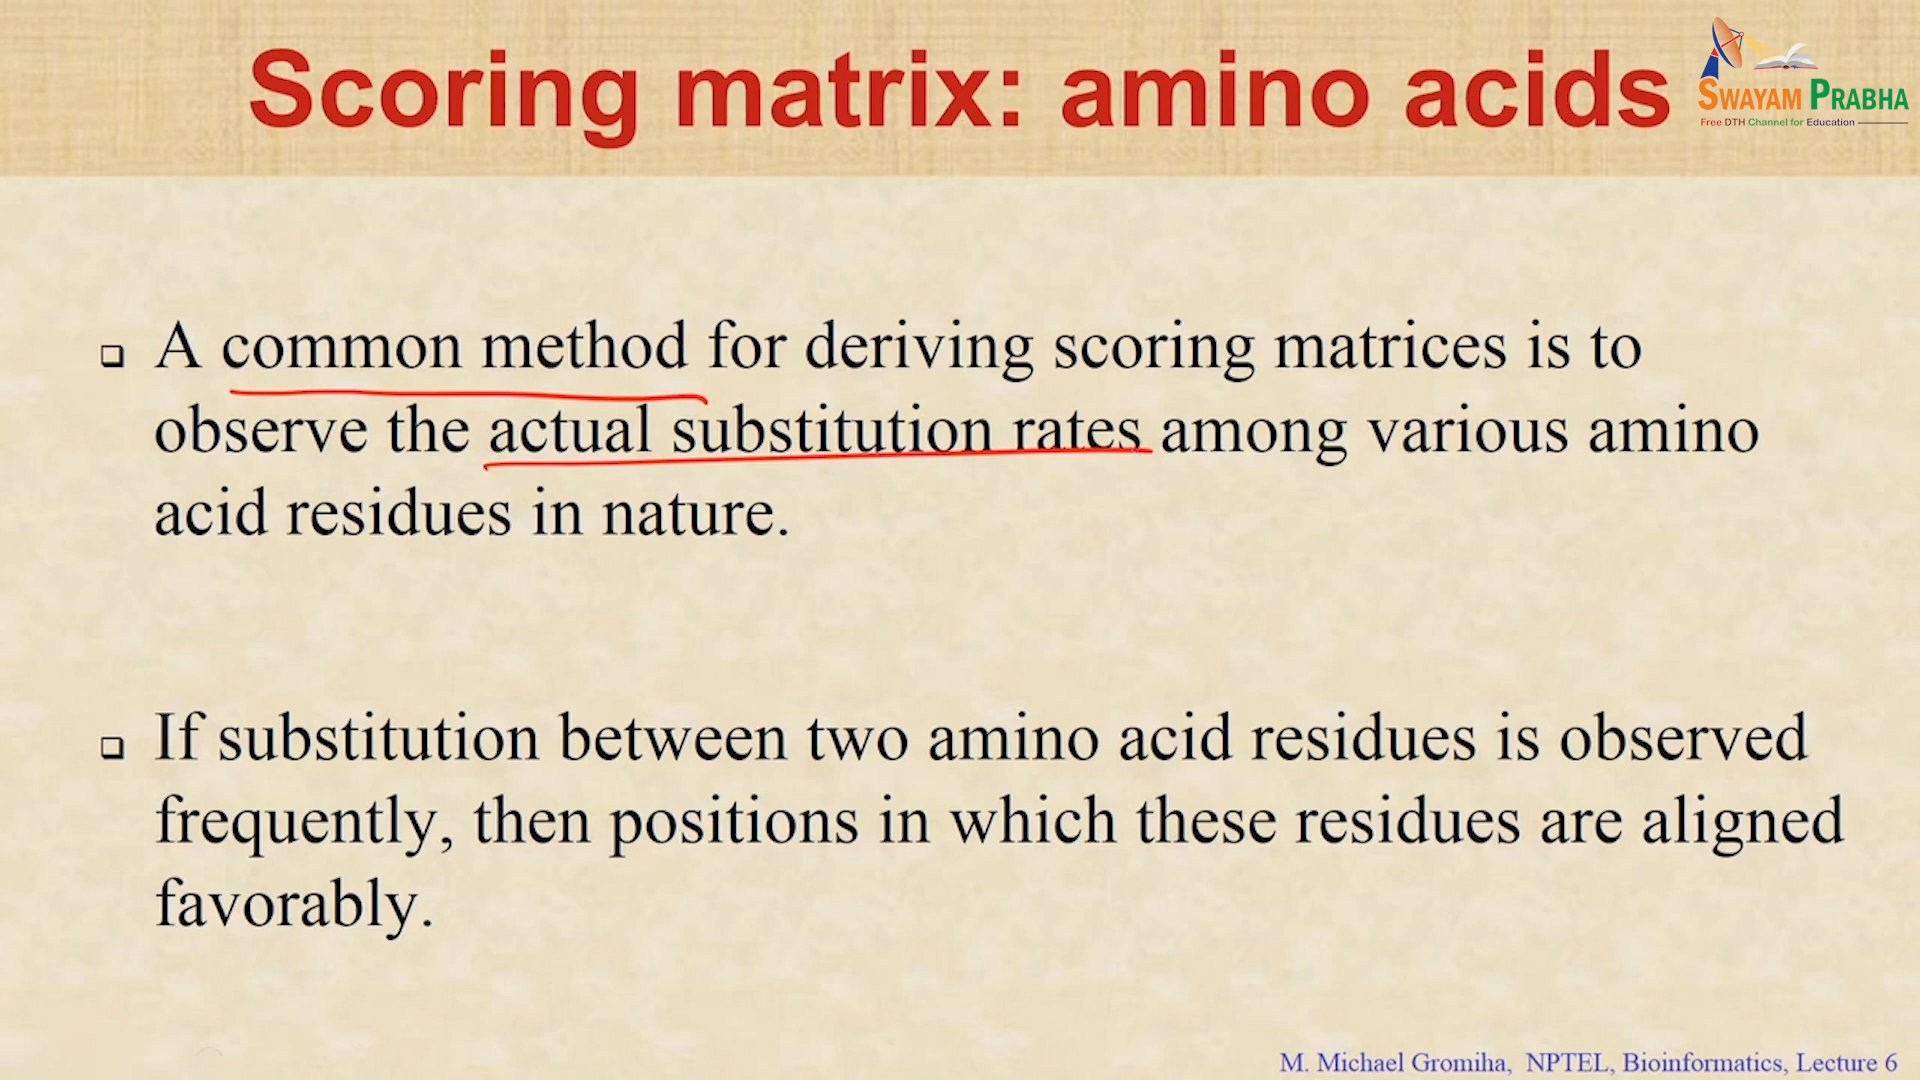 Scoring matrix: amino acids
SWAYAM PRABHA
Free DTH Channel for Education
A common method for deriving scoring matrices is to
observe the actual substitution rates among various amino
acid residues in nature.
If substitution between two amino acid residues is observed
frequently, then positions in which these residues are aligned
favorably.
M. Michael Gromiha, NPTEL, Bioinformatics, Lecture 6